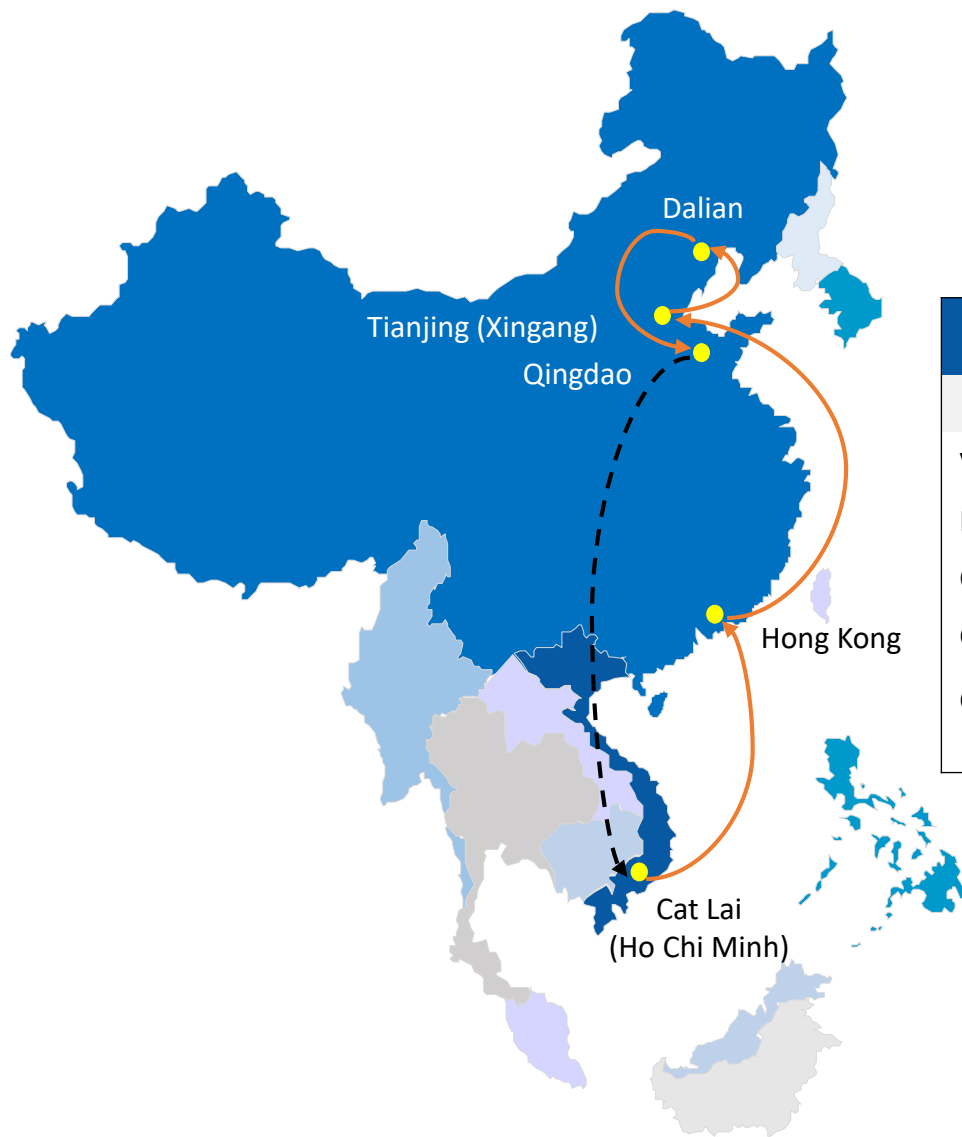 Dalian
Tianjing (Xingang)
Qingdao
Hong Kong
Cat Lai
(Ho Chi Minh)